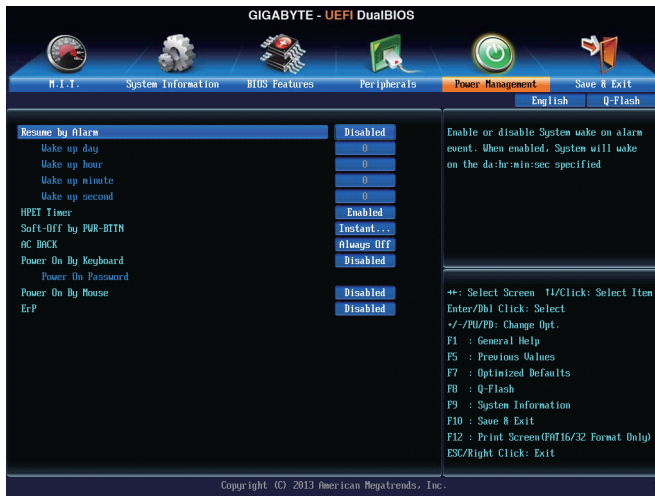 GIGABYTE - UEFI DualBIOS
M.I.T. System Information BIOS Features Peripherals Power Management Save & Exit
English Q-Flash
Resume by Alarm Disabled
Wake up day 0
Wake up hour 0
Wake up minute 0
Wake up second 0
HPET Timer Enabled
Soft-Off by PWR-BTTN Instant...
AC BACK Always Off
Power On By Keyboard Disabled
Power On Password
Power On By Mouse Disabled
ErP Disabled
Enable or disable System wake on alarm
event. When enabled, System will wake
on the da:hr:min:sec specified
→←: Select Screen ↑↓/Click: Select Item
Enter/Dbl Click: Select
+/-/PU/PD: Change Opt.
F1 : General Help
F5 : Previous Values
F7 : Optimized Defaults
F8 : Q-Flash
F9 : System Information
F10 : Save & Exit
F12 : Print Screen(FAT16/32 Format Only)
ESC/Right Click: Exit
Copyright (C) 2013 American Megatrends, Inc.